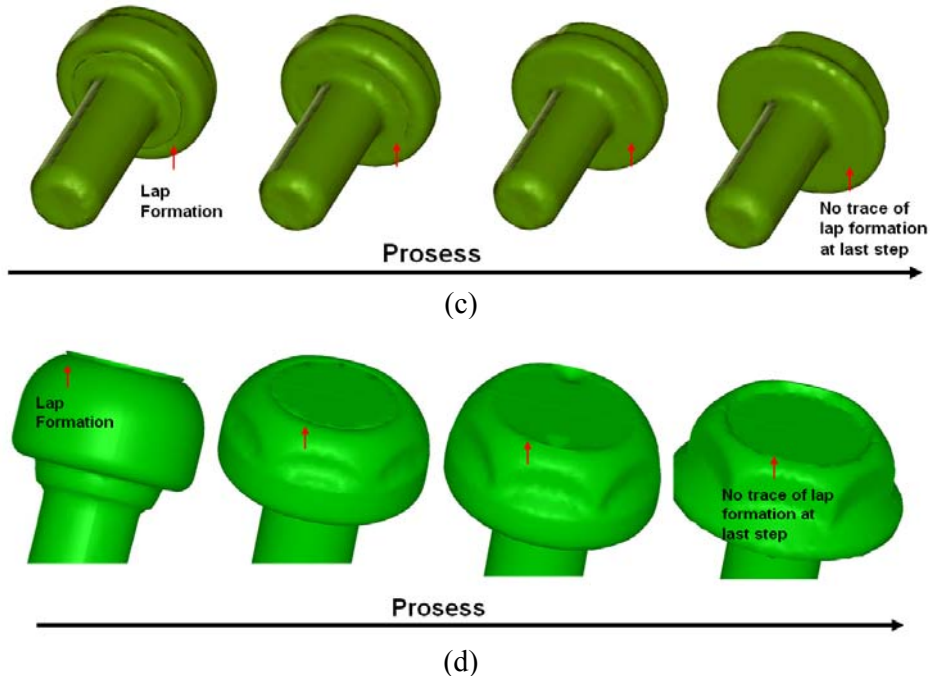 Lap
Formation
No trace of
lap formation
at last step
Prosess
(c)
Lap
Formation
No trace of lap
formation at
last step
Prosess
(d)